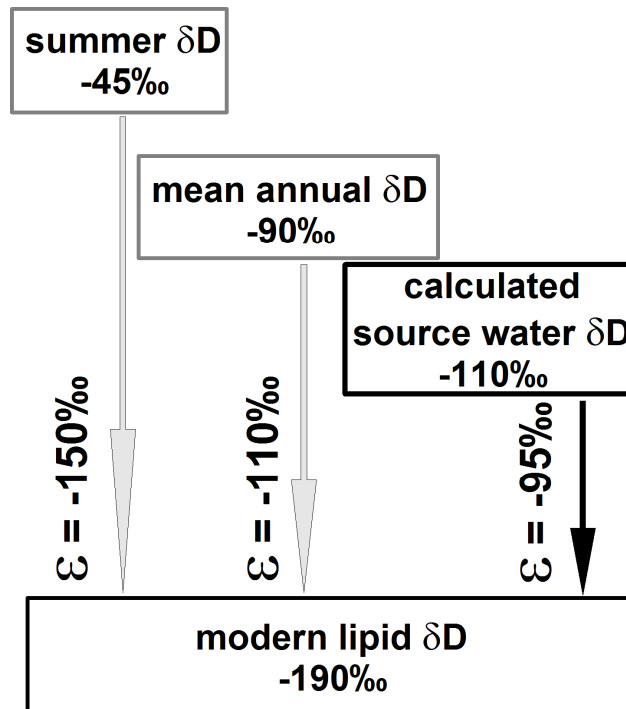 summer δD
-45‰
mean annual δD
-90‰
calculated
source water δD
-110‰
ε = -150‰
ε = -110‰
ε = -95‰
modern lipid δD
-190‰